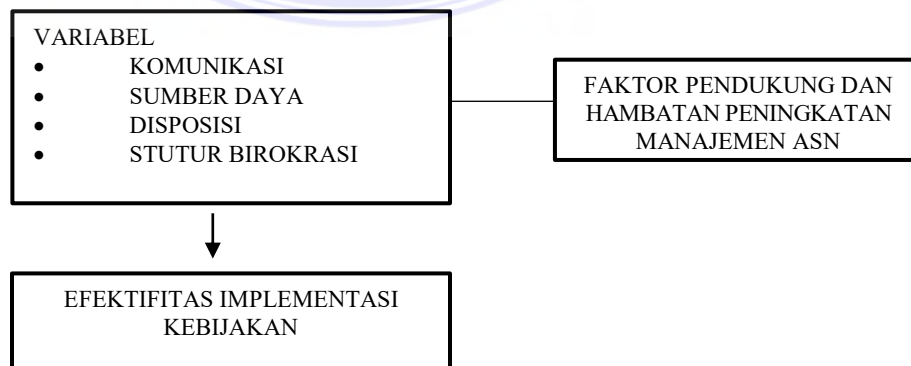 VARIABEL
• KOMUNIKASI
• SUMBER DAYA
• DISPOSISI
• STUTUR BIROKRASI
FAKTOR PENDUKUNG DAN
HAMBATAN PENINGKATAN
MANAJEMEN ASN
EFEKTIFITAS IMPLEMENTASI
KEBIJAKAN